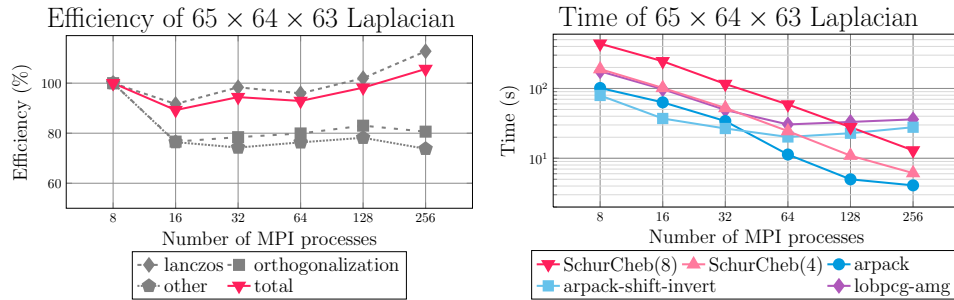 Efficiency of 65 × 64 × 63 Laplacian
Efficiency (%)
100
80
60
8 16 32 64 128 256
Number of MPI processes
lanczos orthogonalization
other total
Time of 65 × 64 × 63 Laplacian
Time (s)
10²
10¹
8 16 32 64 128 256
Number of MPI processes
SchurCheb(8) SchurCheb(4) arpack
arpack-shift-invert lobpcg-amg